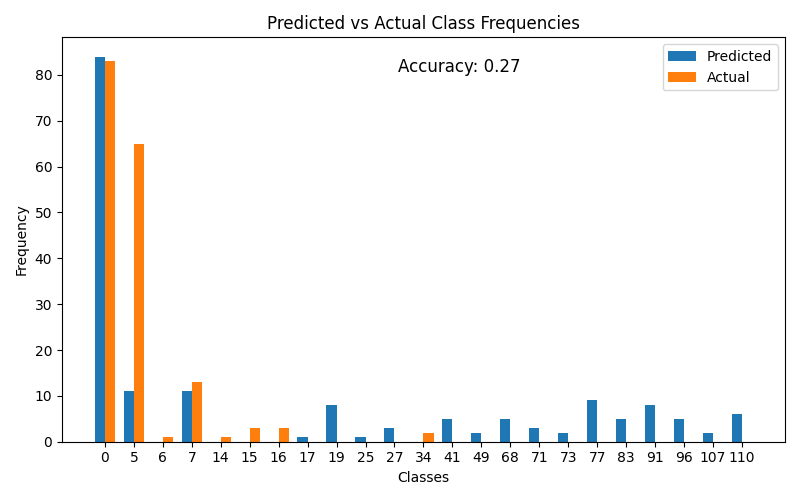 Predicted vs Actual Class Frequencies
Accuracy: 0.27
Predicted
Actual
Frequency
80
70
60
50
40
30
20
10
0
0 5 6 7 14 15 16 17 19 25 27 34 41 49 68 71 73 77 83 91 96 107 110
Classes